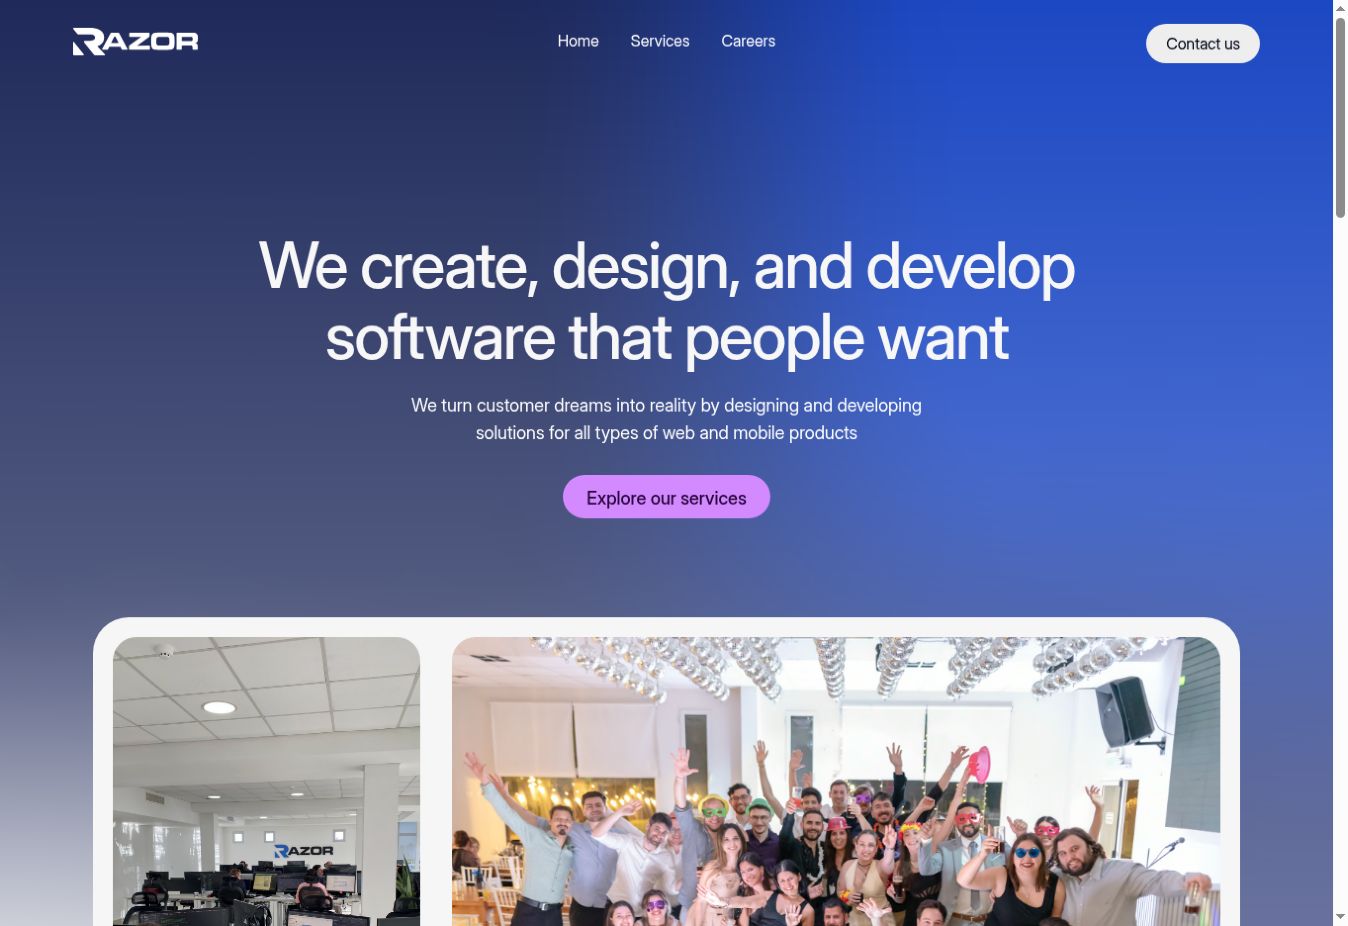 RAZOR
Home
Services
Careers
Contact us
We create, design, and develop
software that people want
We turn customer dreams into reality by designing and developing
solutions for all types of web and mobile products
Explore our services
RAZOR